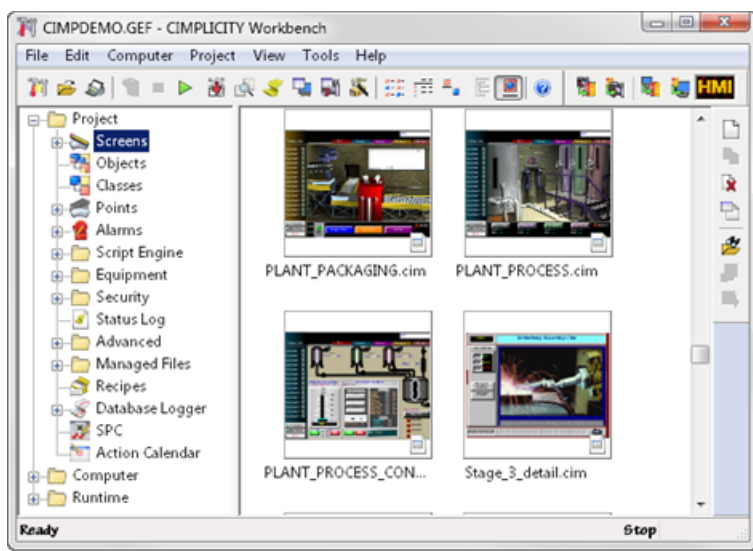 CIMPDEMO.GEF - CIMPLICITY Workbench
File Edit Computer Project View Tools Help
HMI
Project
Screens
Objects
Classes
Points
Alarms
Script Engine
Equipment
Security
Status Log
Advanced
Managed Files
Recipes
Database Logger
SPC
Action Calendar
Computer
Runtime
PLANT_PACKAGING.cim PLANT_PROCESS.cim
PLANT_PROCESS_CON... Stage_3_detail.cim
Ready Stop